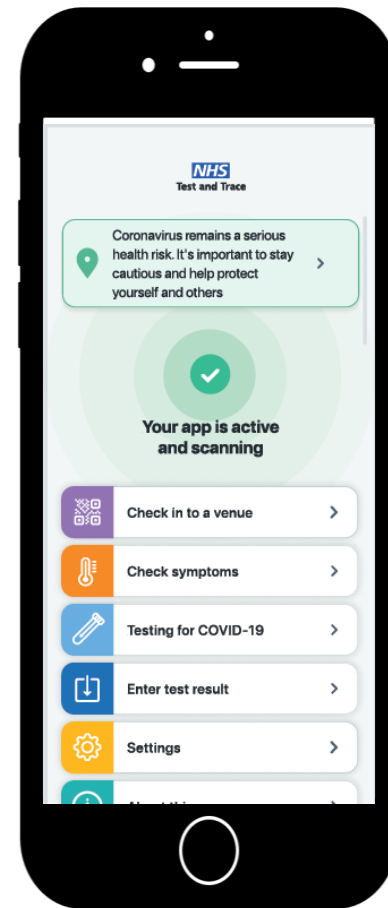 NHS
Test and Trace
Coronavirus remains a serious
health risk. It's important to stay
cautious and help protect
yourself and others
Your app is active
and scanning
Check in to a venue
Check symptoms
Testing for COVID-19
Enter test result
Settings